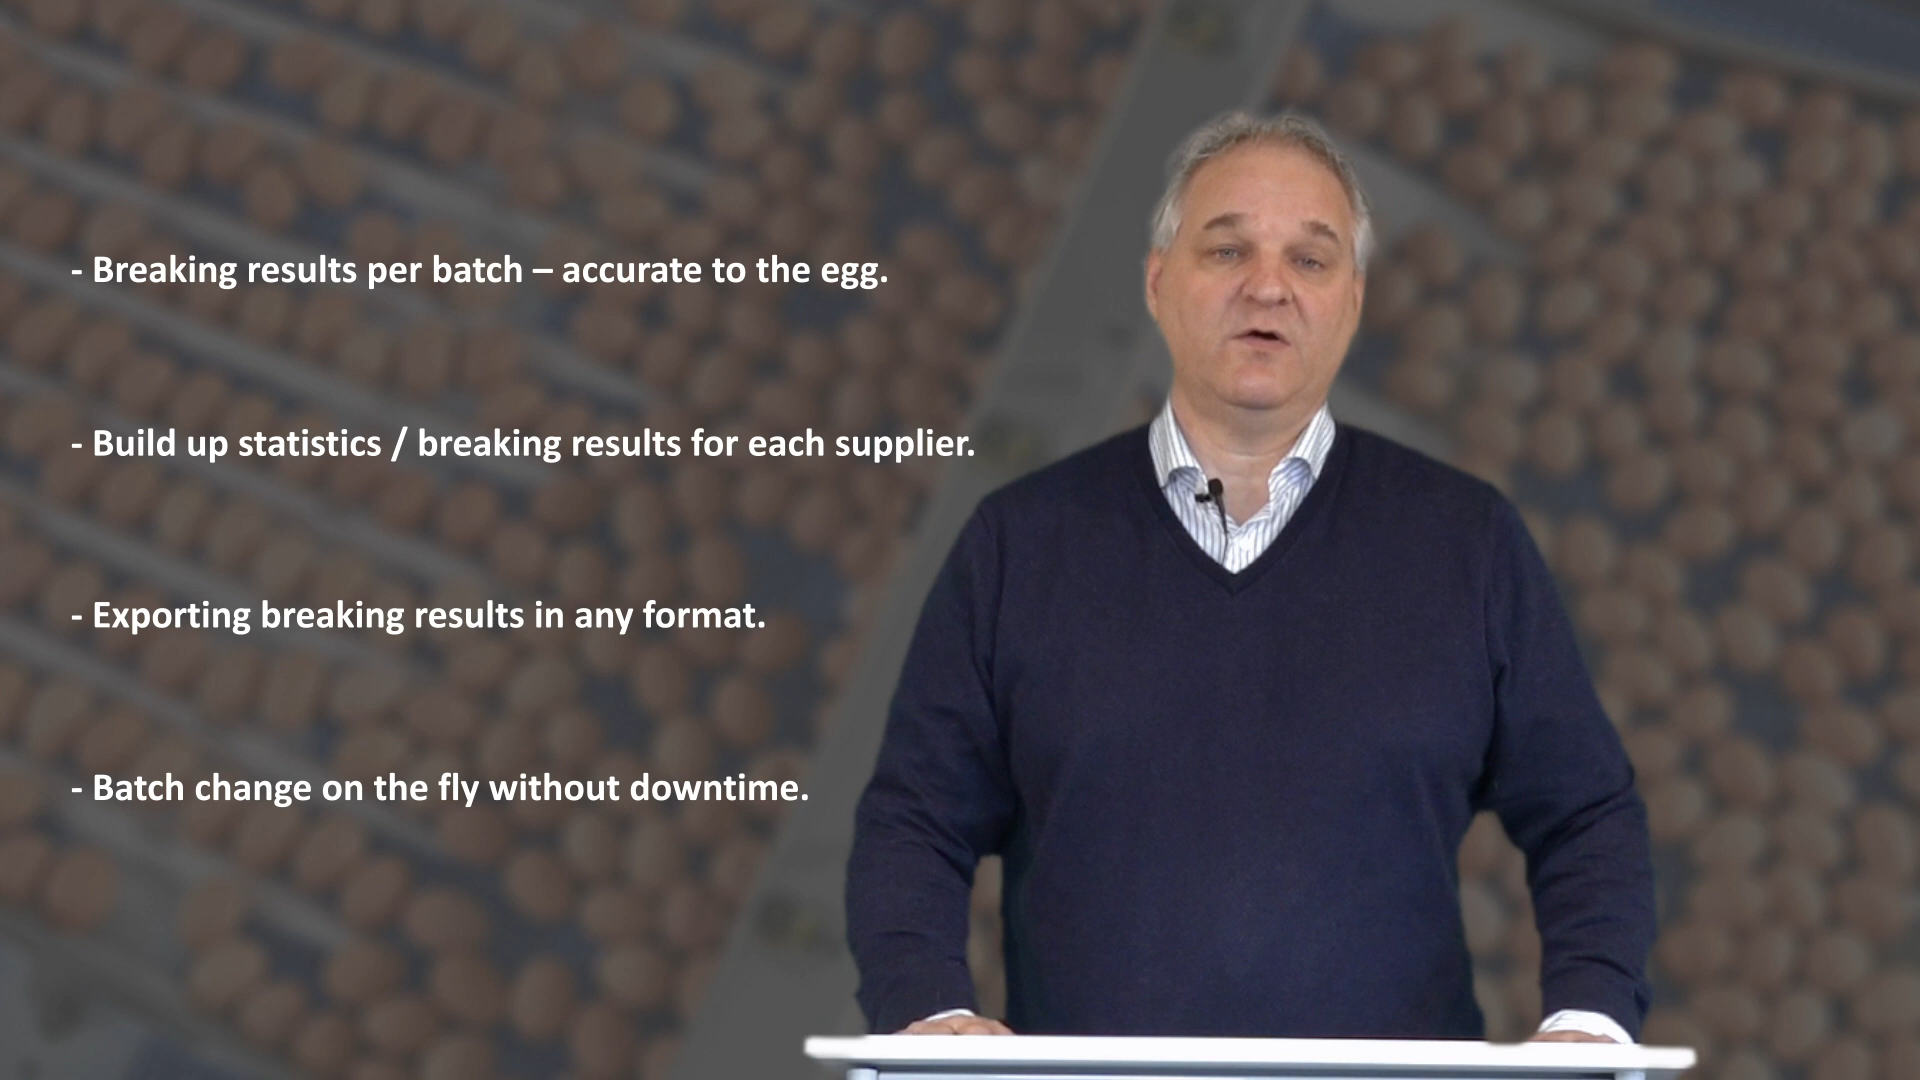 - Breaking results per batch – accurate to the egg.
- Build up statistics / breaking results for each supplier.
- Exporting breaking results in any format.
- Batch change on the fly without downtime.